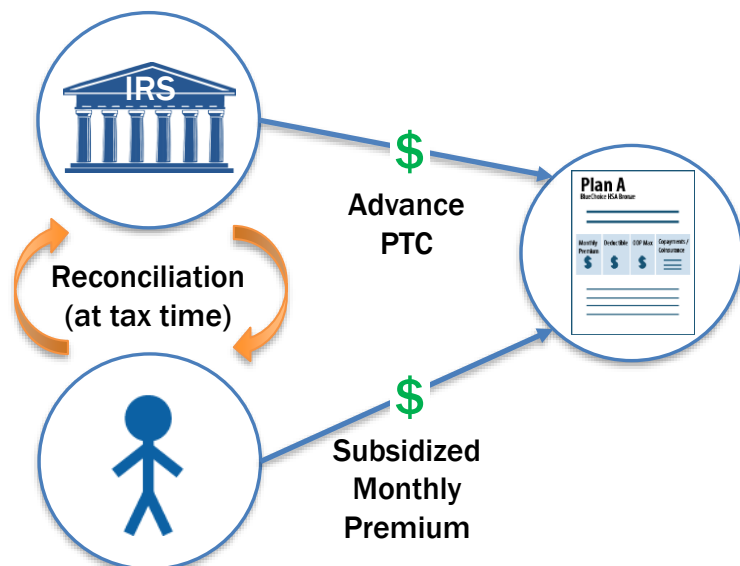 IRS
$
Advance
PTC
Plan A
BlueChoice HSA Bronze
Monthly Premium Deductible OOP Max Copayments / Coinsurance
$ $ $
Reconciliation
(at tax time)
$
Subsidized
Monthly
Premium